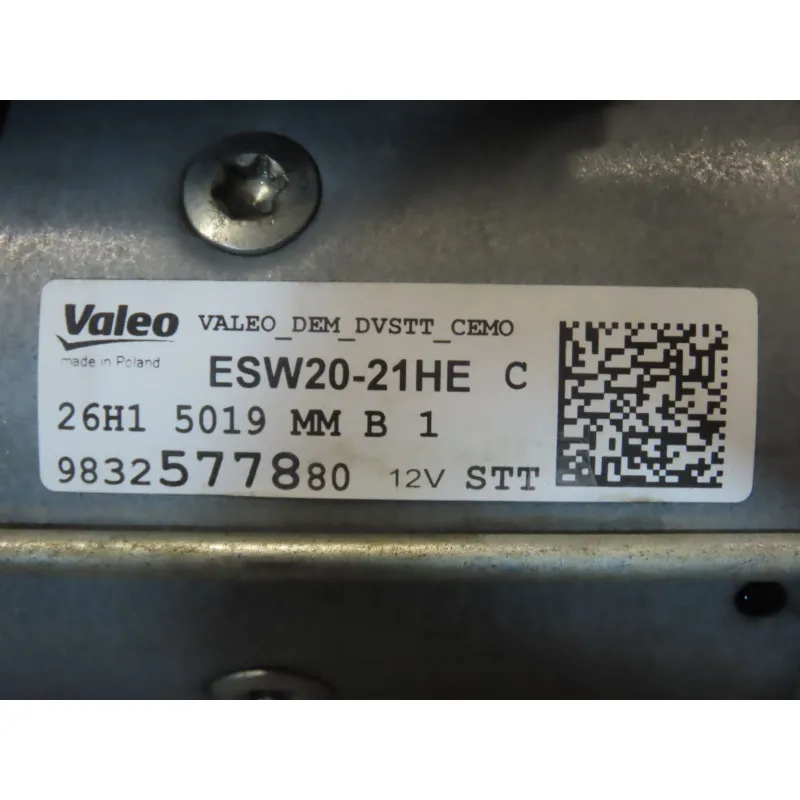 Valeo VALEO_DEM_DVSTT_CEMO
made in Poland ESW20-21HE C
26H1 5019 MM B 1
9832577880 12V STT